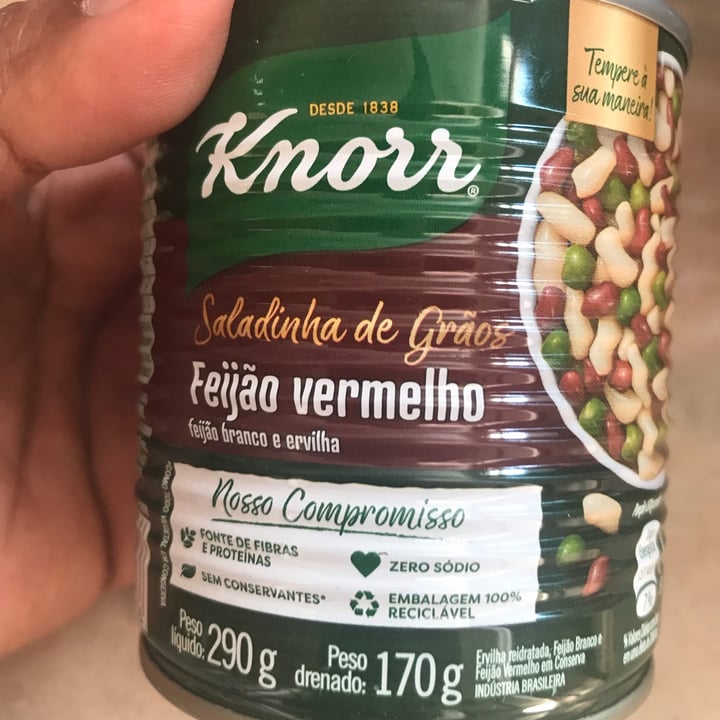 DESDE 1838
Knorr®
Tempere à
sua maneira!
Saladinha de Grãos
Feijão vermelho
feijão branco e ervilha
Nosso Compromisso
FONTE DE FIBRAS
E PROTEÍNAS
ZERO SÓDIO
SEM CONSERVANTES*
EMBALAGEM 100%
RECICLÁVEL
Peso
líquido: 290 g
Peso
drenado: 170 g
Ervilha reidratada, Feijão Branco e
Feijão Vermelho em Conserva
INDÚSTRIA BRASILEIRA
7%